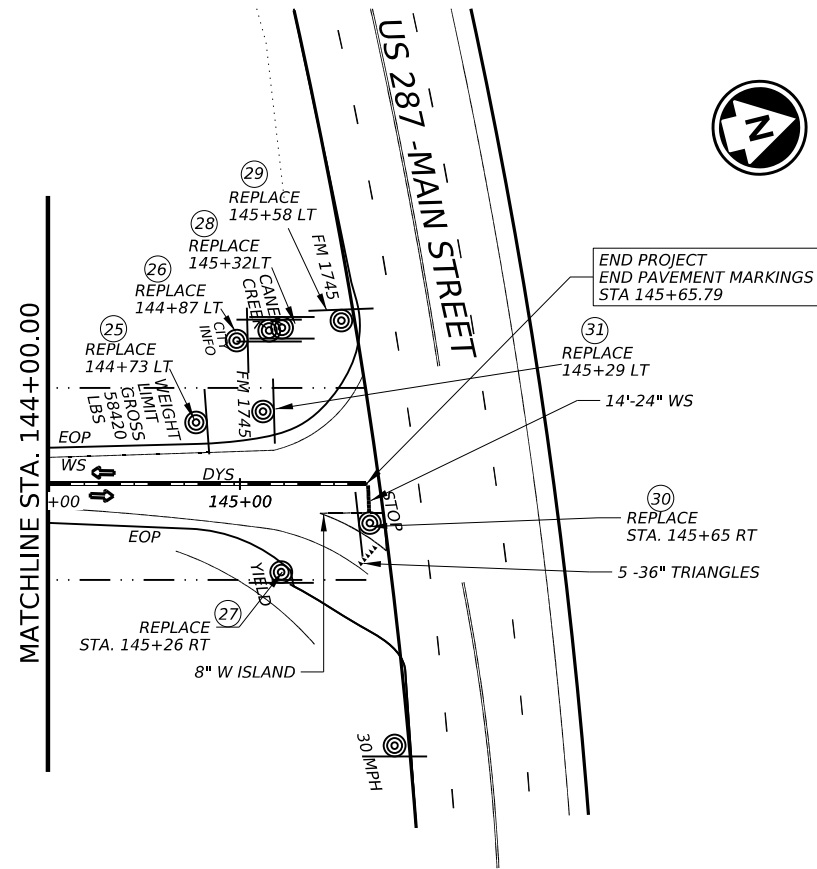 US 287 -MAIN STREET
N
29
REPLACE
145+58 LT
28
REPLACE
145+32LT
26
REPLACE
144+87 LT
25
REPLACE
144+73 LT
FM 1745
CANEY
CREEK
CITY
INFO
WEIGHT
LIMIT
GROSS
58420
LBS
FM 1745
END PROJECT
END PAVEMENT MARKINGS
STA 145+65.79
31
REPLACE
145+29 LT
14'-24" WS
MATCHLINE STA. 144+00.00
EOP
WS
DYS
+00
145+00
STOP
30
REPLACE
STA. 145+65 RT
EOP
5 -36" TRIANGLES
YIELD
27
REPLACE
STA. 145+26 RT
8" W ISLAND
30 MPH